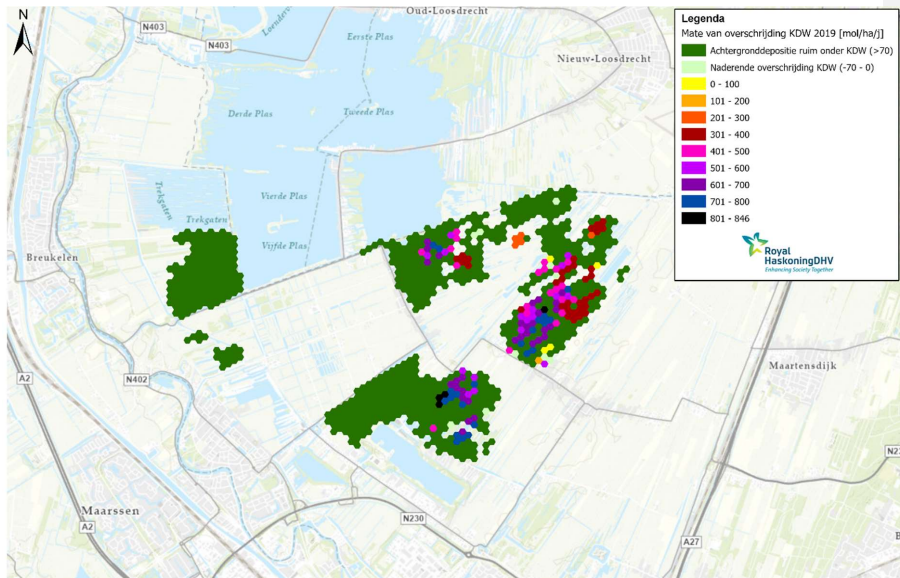 N
Oud-Loosdrecht
N403
N403
Loenderv
Eerste Plas
Nieuw-Loosdrecht
Derde Plas
Tweede Plas
Trekgaten
Vierde Plas
Trekgaten
Vijfde Plas
Breukelen
A2
N402
Maartensdijk
Maarssen
A2
N230
A27
N23
B
Legenda
Mate van overschrijding KDW 2019 [mol/ha/j]
Achtergronddepositie ruim onder KDW (>70)
Naderende overschrijding KDW (-70 - 0)
0 - 100
101 - 200
201 - 300
301 - 400
401 - 500
501 - 600
601 - 700
701 - 800
801 - 846
Royal
HaskoningDHV
Enhancing Society Together